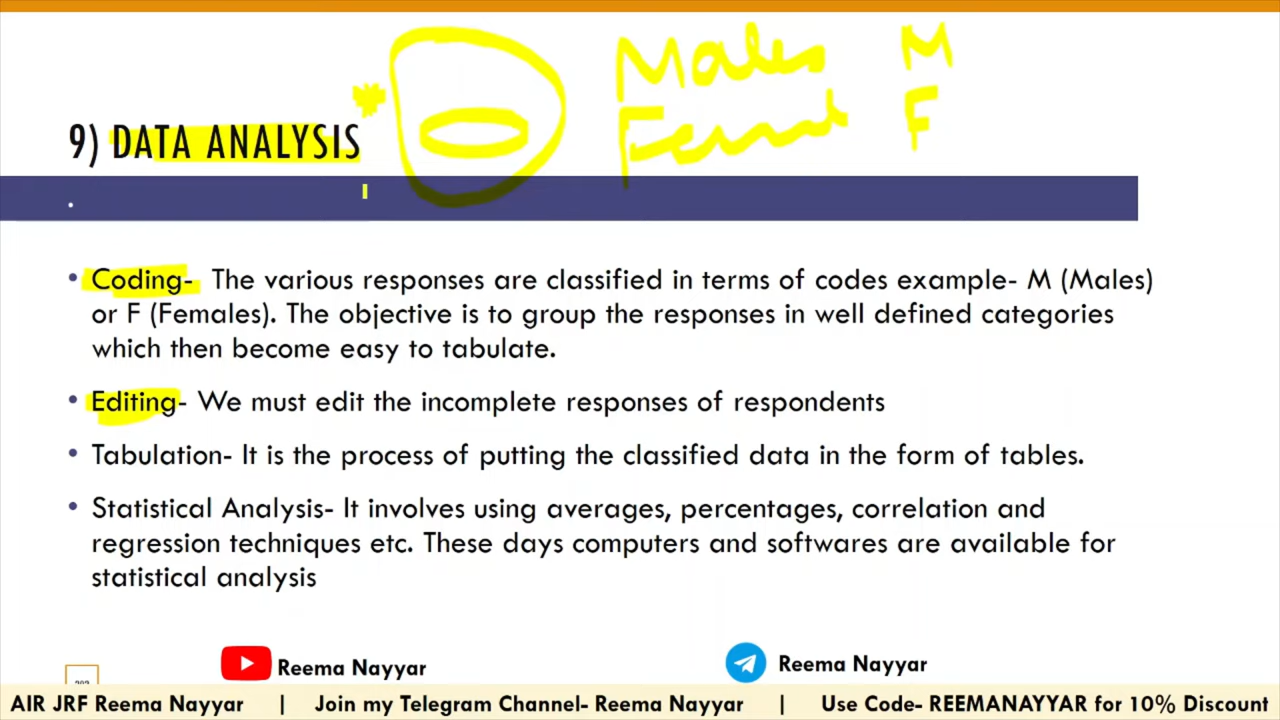 Males M
F
9) DATA ANALYSIS
Coding- The various responses are classified in terms of codes example- M (Males)
or F (Females). The objective is to group the responses in well defined categories
which then become easy to tabulate.
Editing- We must edit the incomplete responses of respondents
Tabulation- It is the process of putting the classified data in the form of tables.
Statistical Analysis- It involves using averages, percentages, correlation and
regression techniques etc. These days computers and softwares are available for
statistical analysis
Reema Nayyar Reema Nayyar
AIR JRF Reema Nayyar | Join my Telegram Channel- Reema Nayyar | Use Code- REEMANAYYAR for 10% Discount